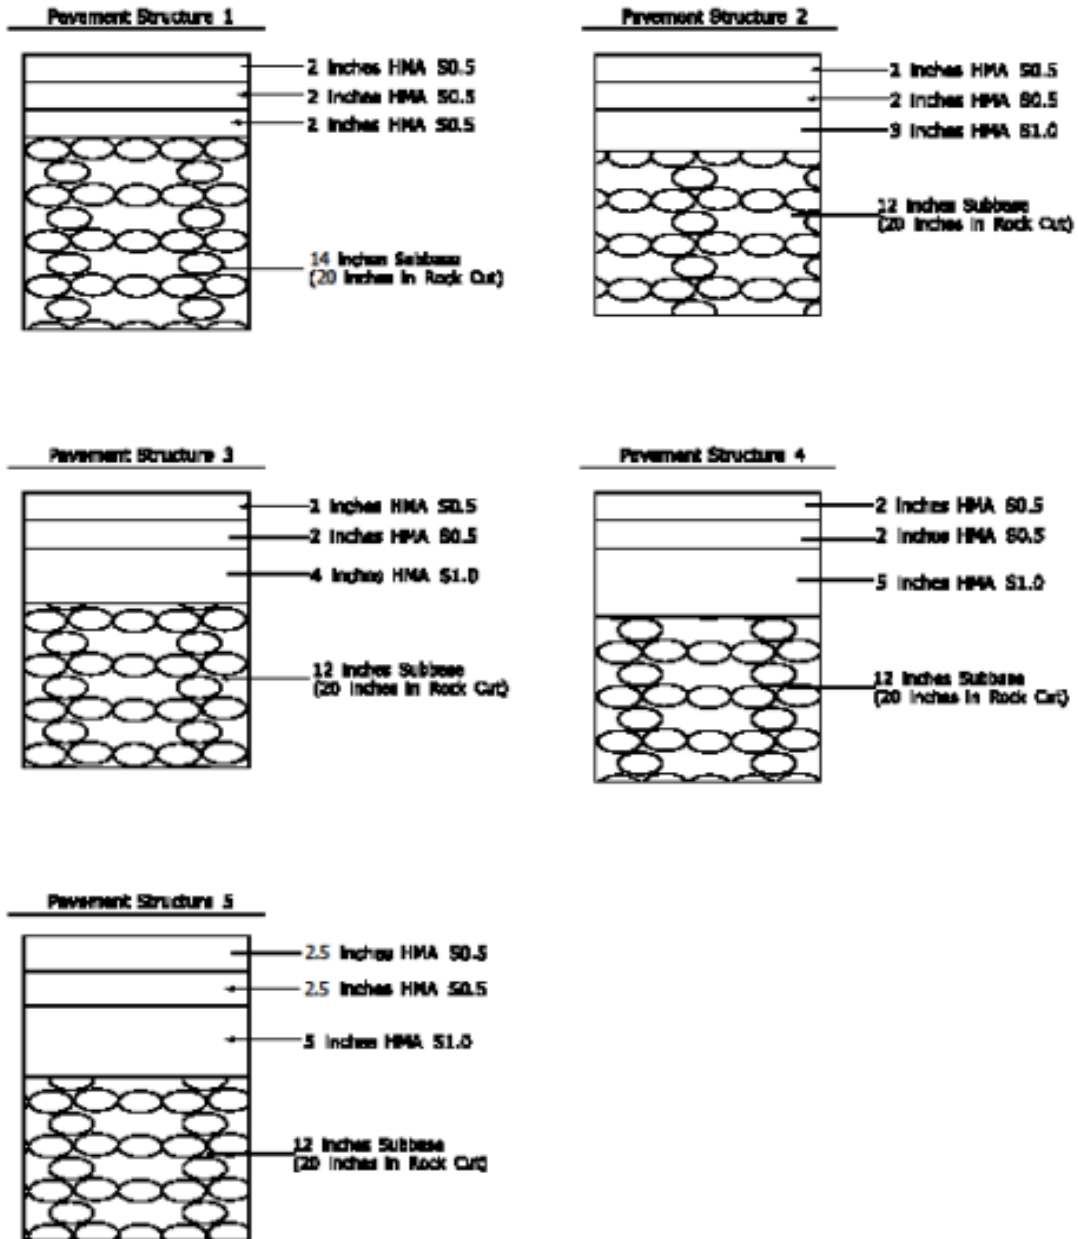 Pavement Structure 1
2 Inches HMA S0.5
2 Inches HMA S0.5
2 Inches HMA S0.5
14 Inches Subbase
(20 Inches In Rock Cut)
Pavement Structure 2
2 Inches HMA S0.5
2 Inches HMA S0.5
3 Inches HMA S1.0
12 Inches Subbase
(20 Inches In Rock Cut)
Pavement Structure 3
2 Inches HMA S0.5
2 Inches HMA S0.5
4 Inches HMA S1.0
12 Inches Subbase
(20 Inches In Rock Cut)
Pavement Structure 4
2 Inches HMA S0.5
2 Inches HMA S0.5
5 Inches HMA S1.0
12 Inches Subbase
(20 Inches In Rock Cut)
Pavement Structure 5
2.5 Inches HMA S0.5
2.5 Inches HMA S0.5
5 Inches HMA S1.0
12 Inches Subbase
(20 Inches In Rock Cut)